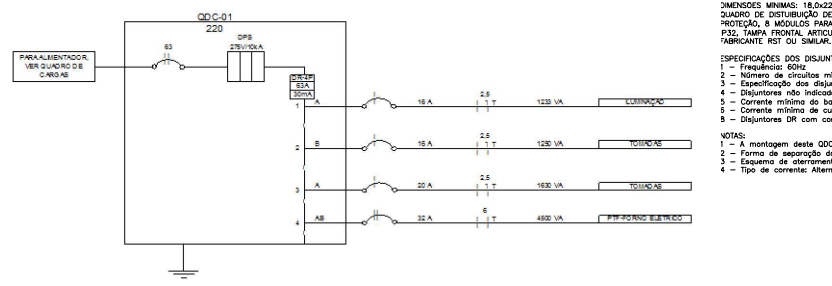 QDC-01
220
DPS
275V/10kA
63
PARA ALIMENTADOR,
VER QUADRO DE
CARGAS
DR-4P
63A
30mA
1 A 16 A 2,5 T 1233 VA ILUMINAÇAO
2 B 16 A 2,5 T 1250 VA TOMADAS
3 A 20 A 2,5 T 1630 VA TOMADAS
4 AB 32 A 6 T 4800 VA PTF-FORNO ELETRICO
DIMENSÕES MÍNIMAS: 18,0x22
QUADRO DE DISTUIBUIÇÃO DE
PROTEÇÃO, 8 MÓDULOS PARA
IP32, TAMPA FRONTAL ARTICU
FABRICANTE RST OU SIMILAR.
ESPECIFICAÇÕES DOS DISJUNT
1 – Frequência: 60Hz
2 – Número de circuitos mí
3 – Especificação dos disju
4 – Disjuntores não indicad
5 – Corrente mínima do ba
6 – Corrente mínima de cu
8 – Disjuntores DR com co
NOTAS:
1 – A montagem deste QDC
2 – Forma de separação do
3 – Esquema de aterrament
4 – Tipo de corrente: Alter